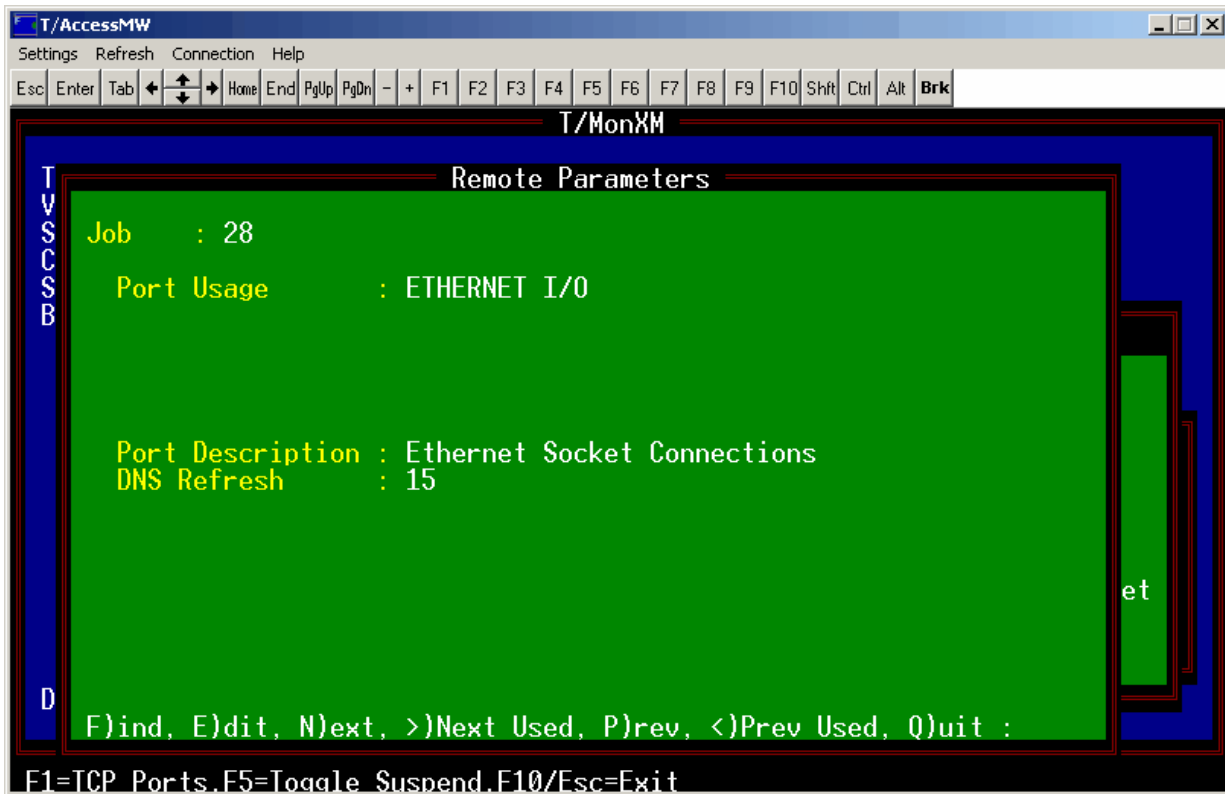 T/AccessMW
Settings Refresh Connection Help
Esc Enter Tab Home End PgUp PgDn - + F1 F2 F3 F4 F5 F6 F7 F8 F9 F10 Shft Ctrl Alt Brk
T/MonXM
T
V
S
C
S
B
D
Remote Parameters
Job : 28
Port Usage : ETHERNET I/O
Port Description : Ethernet Socket Connections
DNS Refresh : 15
et
F)ind, E)dit, N)ext, >)Next Used, P)rev, <)Prev Used, Q)uit :
F1=TCP Ports.F5=Toggle Suspend.F10/Esc=Exit